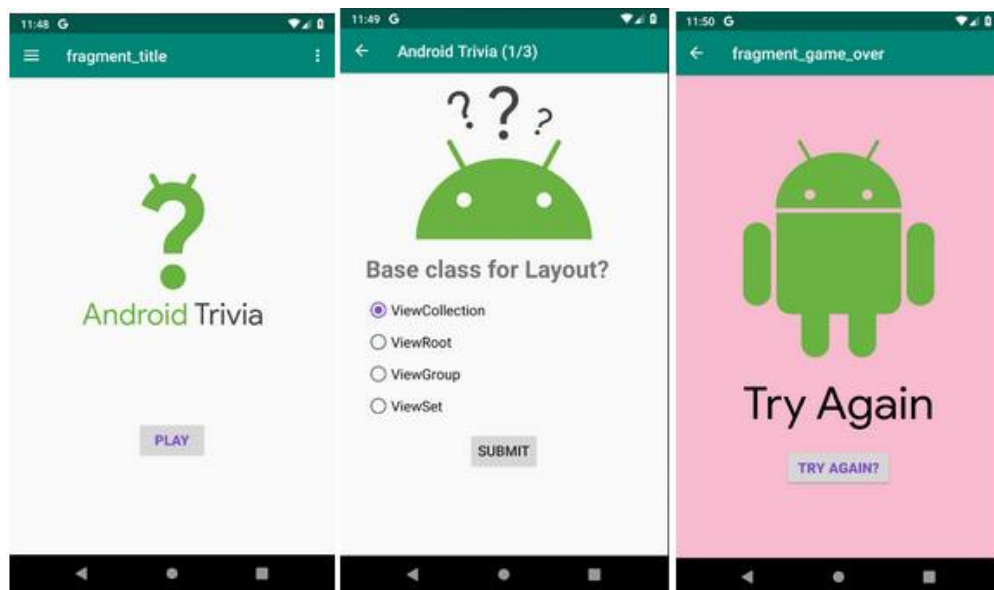 11:48 G
fragment_title
Android Trivia
PLAY
11:49 G
Android Trivia (1/3)
? ? ?
Base class for Layout?
ViewCollection
ViewRoot
ViewGroup
ViewSet
SUBMIT
11:50 G
fragment_game_over
Try Again
TRY AGAIN?